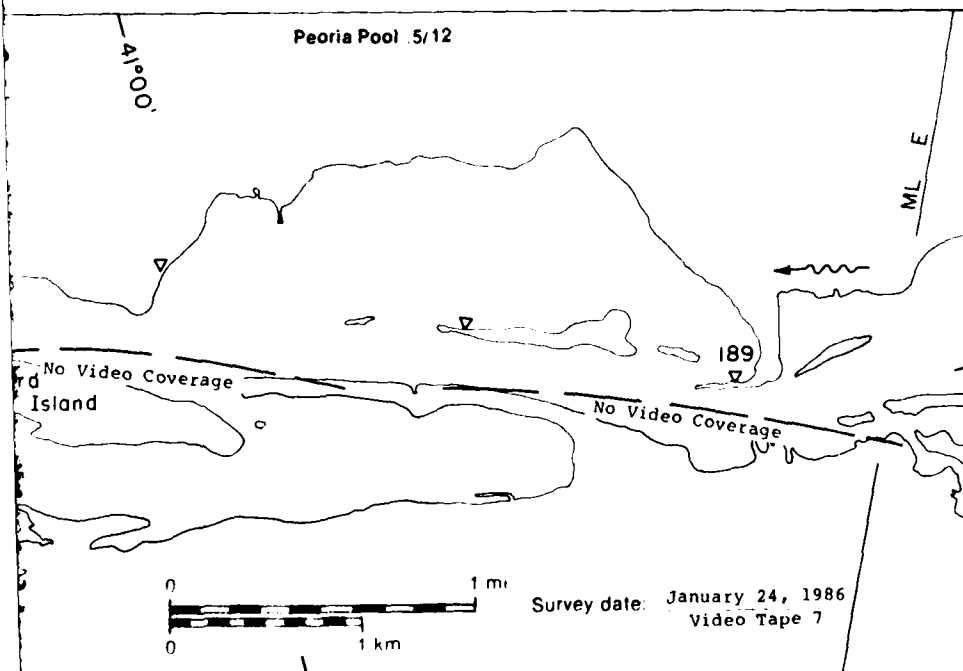 Peoria Pool 5/12
41°00'
ML E
189
No Video Coverage
rd
Island
No Video Coverage
0 1 mi
0 1 km
Survey date: January 24, 1986
Video Tape 7